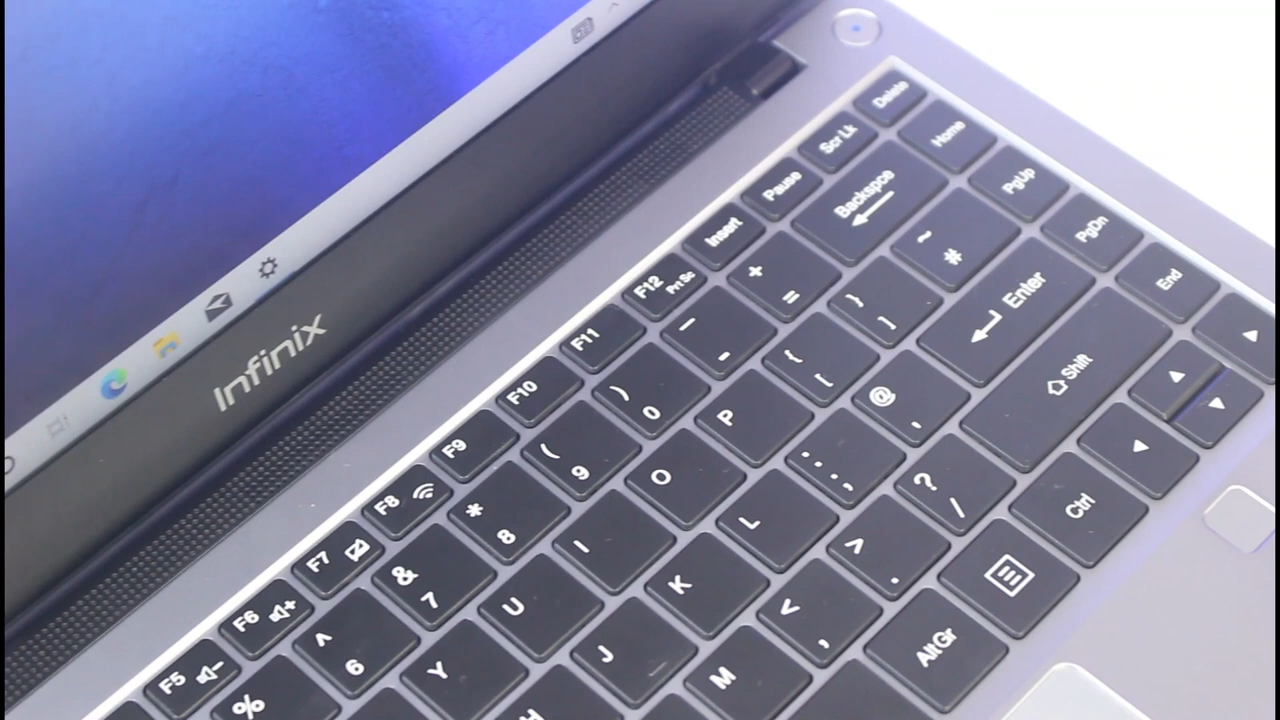 Infinix
Delete
Home
PgUp
PgDn
End
Scr Lk
Pause
Insert
F12 Prt Sc
F11
F10
F9
F8
F7
F6
F5
Backspce
+ =
_ -
) 0
( 9
* 8
& 7
^ 6
%
~ #
Enter
} ]
{ [
P
O
I
U
Y
Shift
@ '
: ;
L
K
J
H
? /
> .
< ,
M
Ctrl
AltGr